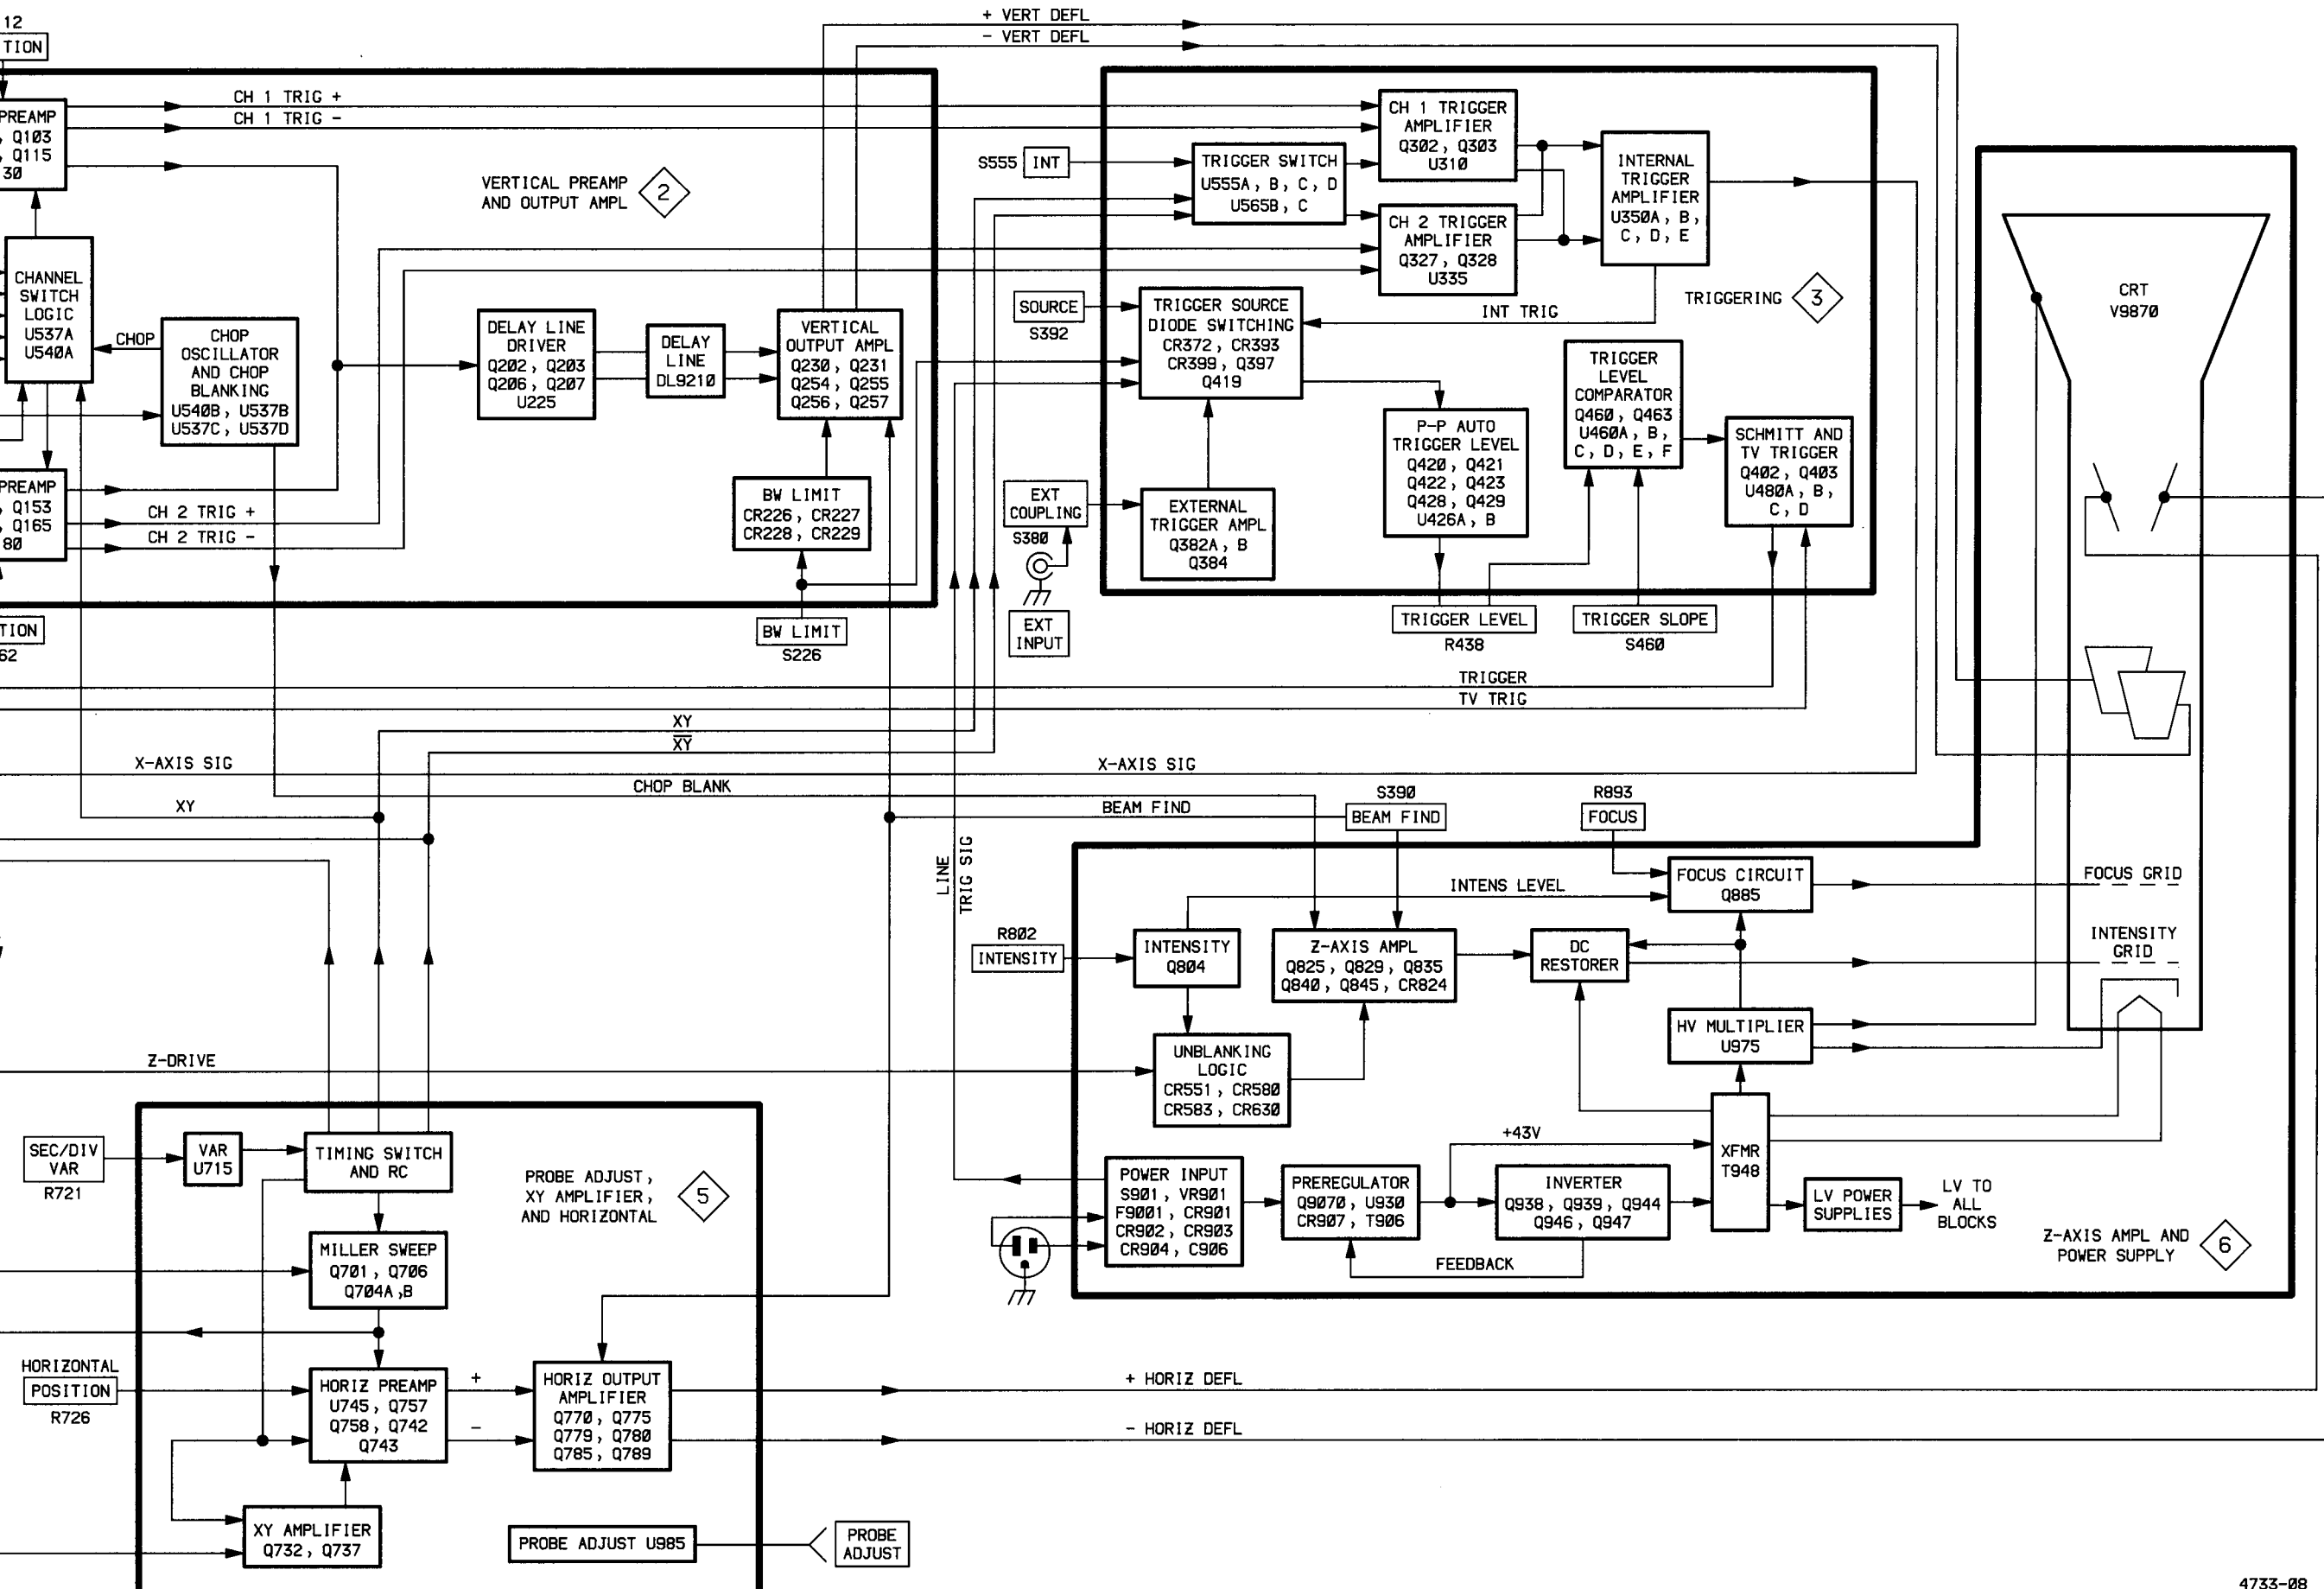 12
TION
PREAMP
, Q103
, Q115
30
CH 1 TRIG +
CH 1 TRIG -
+ VERT DEFL
- VERT DEFL
VERTICAL PREAMP
AND OUTPUT AMPL
2
CHANNEL
SWITCH
LOGIC
U537A
U540A
CHOP
CHOP
OSCILLATOR
AND CHOP
BLANKING
U540B, U537B
U537C, U537D
DELAY LINE
DRIVER
Q202, Q203
Q206, Q207
U225
DELAY
LINE
DL9210
VERTICAL
OUTPUT AMPL
Q230, Q231
Q254, Q255
Q256, Q257
PREAMP
, Q153
, Q165
80
CH 2 TRIG +
CH 2 TRIG -
BW LIMIT
CR226, CR227
CR228, CR229
TION
62
BW LIMIT
S226
S555
INT
TRIGGER SWITCH
U555A, B, C, D
U565B, C
CH 1 TRIGGER
AMPLIFIER
Q302, Q303
U310
CH 2 TRIGGER
AMPLIFIER
Q327, Q328
U335
INTERNAL
TRIGGER
AMPLIFIER
U350A, B,
C, D, E
TRIGGERING
3
SOURCE
S392
TRIGGER SOURCE
DIODE SWITCHING
CR372, CR393
CR399, Q397
Q419
INT TRIG
TRIGGER
LEVEL
COMPARATOR
Q460, Q463
U460A, B,
C, D, E, F
P-P AUTO
TRIGGER LEVEL
Q420, Q421
Q422, Q423
Q428, Q429
U426A, B
SCHMITT AND
TV TRIGGER
Q402, Q403
U480A, B,
C, D
EXT
COUPLING
S380
EXTERNAL
TRIGGER AMPL
Q382A, B
Q384
EXT
INPUT
TRIGGER LEVEL
R438
TRIGGER SLOPE
S460
CRT
V9870
TRIGGER
TV TRIG
XY
XY
X-AXIS SIG
X-AXIS SIG
CHOP BLANK
XY
BEAM FIND
S390
BEAM FIND
R893
FOCUS
LINE
TRIG SIG
INTENS LEVEL
FOCUS CIRCUIT
Q885
FOCUS GRID
R802
INTENSITY
INTENSITY
Q804
Z-AXIS AMPL
Q825, Q829, Q835
Q840, Q845, CR824
DC
RESTORER
INTENSITY
GRID
HV MULTIPLIER
U975
Z-DRIVE
UNBLANKING
LOGIC
CR551, CR580
CR583, CR630
+43V
XFMR
T948
POWER INPUT
S901, VR901
F9001, CR901
CR902, CR903
CR904, C906
PREREGULATOR
Q9070, U930
CR907, T906
INVERTER
Q938, Q939, Q944
Q946, Q947
FEEDBACK
LV POWER
SUPPLIES
LV TO
ALL
BLOCKS
Z-AXIS AMPL AND
POWER SUPPLY
6
SEC/DIV
VAR
R721
VAR
U715
TIMING SWITCH
AND RC
PROBE ADJUST,
XY AMPLIFIER,
AND HORIZONTAL
5
MILLER SWEEP
Q701, Q706
Q704A,B
HORIZONTAL
POSITION
R726
HORIZ PREAMP
U745, Q757
Q758, Q742
Q743
+
-
HORIZ OUTPUT
AMPLIFIER
Q770, Q775
Q779, Q780
Q785, Q789
+ HORIZ DEFL
- HORIZ DEFL
XY AMPLIFIER
Q732, Q737
PROBE ADJUST U985
PROBE
ADJUST
4733-08